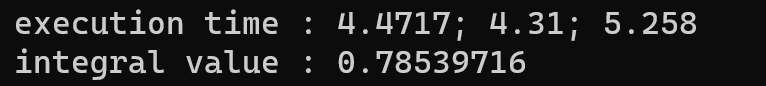 execution time : 4.4717; 4.31; 5.258
integral value : 0.78539716